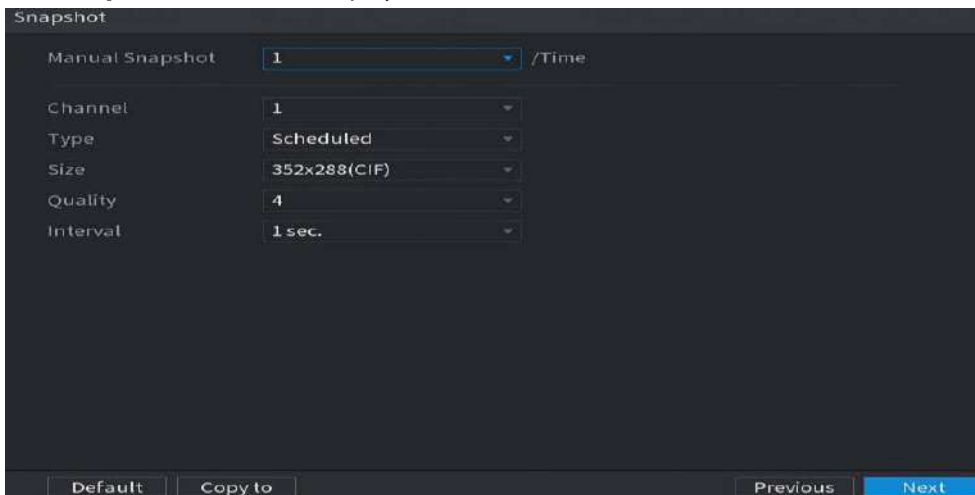 Snapshot
Manual Snapshot 1 /Time
Channel 1
Type Scheduled
Size 352x288(CIF)
Quality 4
Interval 1 sec.
Default Copy to Previous Next